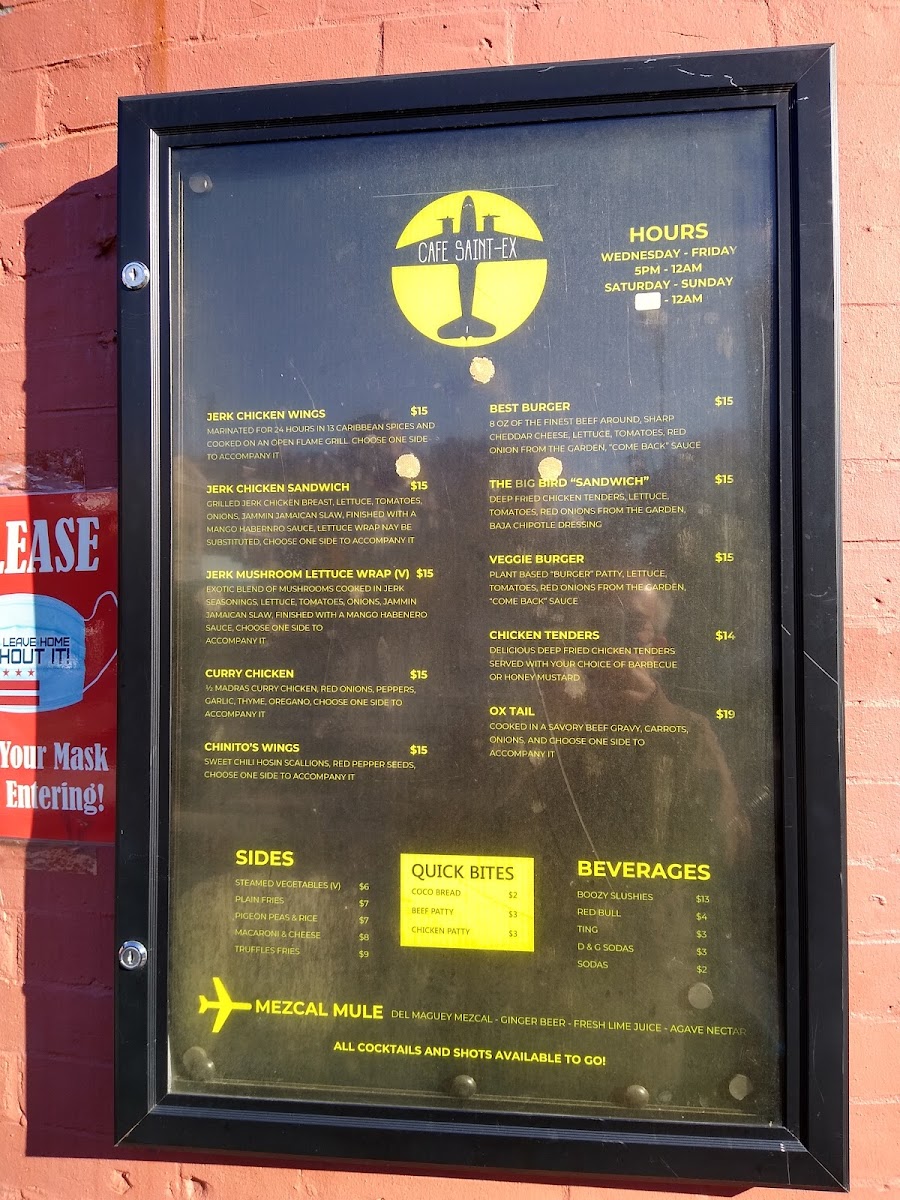 CAFE SAINT-EX
HOURS
WEDNESDAY - FRIDAY
5PM - 12AM
SATURDAY - SUNDAY
- 12AM
JERK CHICKEN WINGS $15
MARINATED FOR 24 HOURS IN 13 CARIBBEAN SPICES AND
COOKED ON AN OPEN FLAME GRILL. CHOOSE ONE SIDE
TO ACCOMPANY IT
JERK CHICKEN SANDWICH $15
GRILLED JERK CHICKEN BREAST, LETTUCE, TOMATOES,
ONIONS, JAMMIN JAMAICAN SLAW, FINISHED WITH A
MANGO HABERNRO SAUCE, LETTUCE WRAP NAY BE
SUBSTITUTED, CHOOSE ONE SIDE TO ACCOMPANY IT
JERK MUSHROOM LETTUCE WRAP (V) $15
EXOTIC BLEND OF MUSHROOMS COOKED IN JERK
SEASONINGS, LETTUCE, TOMATOES, ONIONS, JAMMIN
JAMAICAN SLAW, FINISHED WITH A MANGO HABENERO
SAUCE, CHOOSE ONE SIDE TO
ACCOMPANY IT
CURRY CHICKEN $15
½ MADRAS CURRY CHICKEN, RED ONIONS, PEPPERS,
GARLIC, THYME, OREGANO, CHOOSE ONE SIDE TO
ACCOMPANY IT
CHINITO'S WINGS $15
SWEET CHILI HOSIN SCALLIONS, RED PEPPER SEEDS,
CHOOSE ONE SIDE TO ACCOMPANY IT
BEST BURGER $15
8 OZ OF THE FINEST BEEF AROUND, SHARP
CHEDDAR CHEESE, LETTUCE, TOMATOES, RED
ONION FROM THE GARDEN, "COME BACK" SAUCE
THE BIG BIRD "SANDWICH" $15
DEEP FRIED CHICKEN TENDERS, LETTUCE,
TOMATOES, RED ONIONS FROM THE GARDEN,
BAJA CHIPOTLE DRESSING
VEGGIE BURGER $15
PLANT BASED "BURGER" PATTY, LETTUCE,
TOMATOES, RED ONIONS FROM THE GARDEN,
"COME BACK" SAUCE
CHICKEN TENDERS $14
DELICIOUS DEEP FRIED CHICKEN TENDERS
SERVED WITH YOUR CHOICE OF BARBECUE
OR HONEY MUSTARD
OX TAIL $19
COOKED IN A SAVORY BEEF GRAVY, CARROTS,
ONIONS, AND CHOOSE ONE SIDE TO
ACCOMPANY IT
SIDES
STEAMED VEGETABLES (V) $6
PLAIN FRIES $7
PIGEON PEAS & RICE $7
MACARONI & CHEESE $8
TRUFFLES FRIES $9
QUICK BITES
COCO BREAD $2
BEEF PATTY $3
CHICKEN PATTY $3
BEVERAGES
BOOZY SLUSHIES $13
RED BULL $4
TING $3
D & G SODAS $3
SODAS $2
MEZCAL MULE DEL MAGUEY MEZCAL - GINGER BEER - FRESH LIME JUICE - AGAVE NECTAR
ALL COCKTAILS AND SHOTS AVAILABLE TO GO!
LEASE
LEAVE HOME
HOUT IT!
Your Mask
Entering!